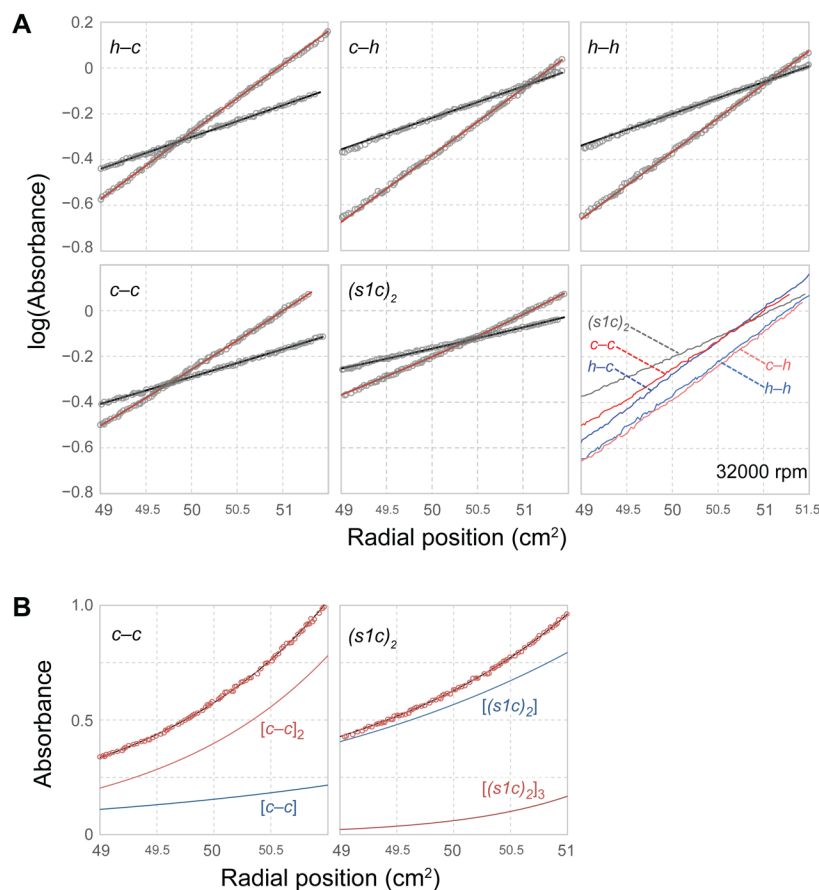 A
h–c
c–h
h–h
0.2
0
−0.2
−0.4
−0.6
−0.8
log(Absorbance)
c–c
(s1c)2
(s1c)2
c–c
h–c
c–h
h–h
32000 rpm
0
−0.2
−0.4
−0.6
−0.8
49 49.5 50 50.5 51
49 49.5 50 50.5 51
49 49.5 50 50.5 51 51.5
Radial position (cm²)
B
c–c
(s1c)2
1.0
0.5
0
Absorbance
[c–c]2
[c–c]
[(s1c)2]
[(s1c)2]3
49 49.5 50 50.5
49 49.5 50 50.5 51
Radial position (cm²)